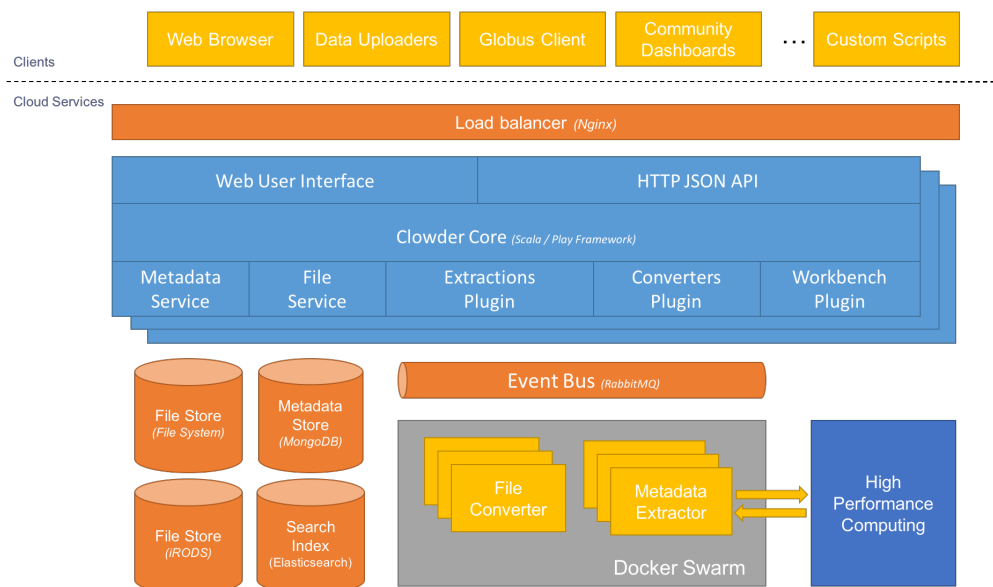 Web Browser
Data Uploaders
Globus Client
Community
Dashboards
...
Custom Scripts
Clients
Cloud Services
Load balancer (Nginx)
Web User Interface
HTTP JSON API
Clowder Core (Scala / Play Framework)
Metadata
Service
File
Service
Extractions
Plugin
Converters
Plugin
Workbench
Plugin
File Store
(File System)
Metadata
Store
(MongoDB)
Event Bus (RabbitMQ)
File Store
(iRODS)
Search
Index
(Elasticsearch)
File
Converter
Metadata
Extractor
Docker Swarm
High
Performance
Computing